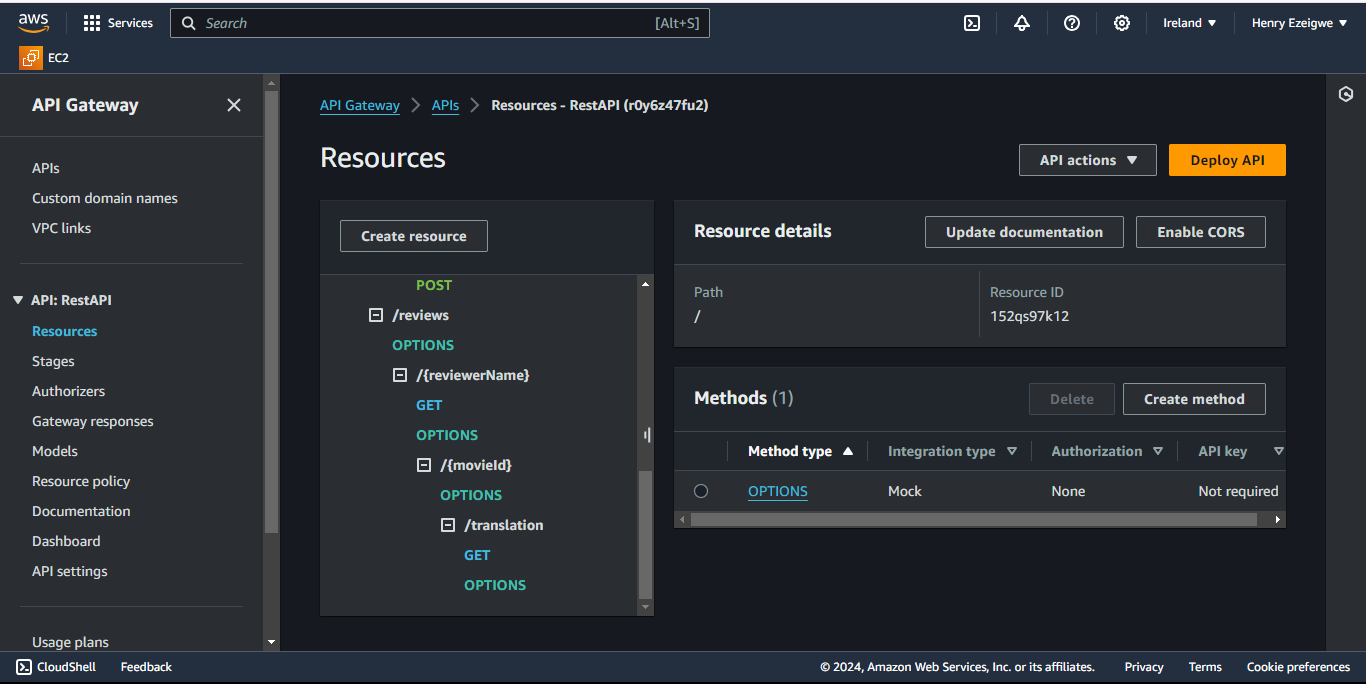 aws
Services
Search
[Alt+S]
Ireland
Henry Ezeigwe
EC2
API Gateway
APIs
Custom domain names
VPC links
API: RestAPI
Resources
Stages
Authorizers
Gateway responses
Models
Resource policy
Documentation
Dashboard
API settings
Usage plans
API Gateway
APIs
Resources - RestAPI (r0y6z47fu2)
Resources
API actions
Deploy API
Create resource
POST
/reviews
OPTIONS
/{reviewerName}
GET
OPTIONS
/{movieId}
OPTIONS
/translation
GET
OPTIONS
Resource details
Update documentation
Enable CORS
Path
/
Resource ID
152qs97k12
Methods (1)
Delete
Create method
Method type
Integration type
Authorization
API key
OPTIONS
Mock
None
Not required
CloudShell
Feedback
© 2024, Amazon Web Services, Inc. or its affiliates.
Privacy
Terms
Cookie preferences